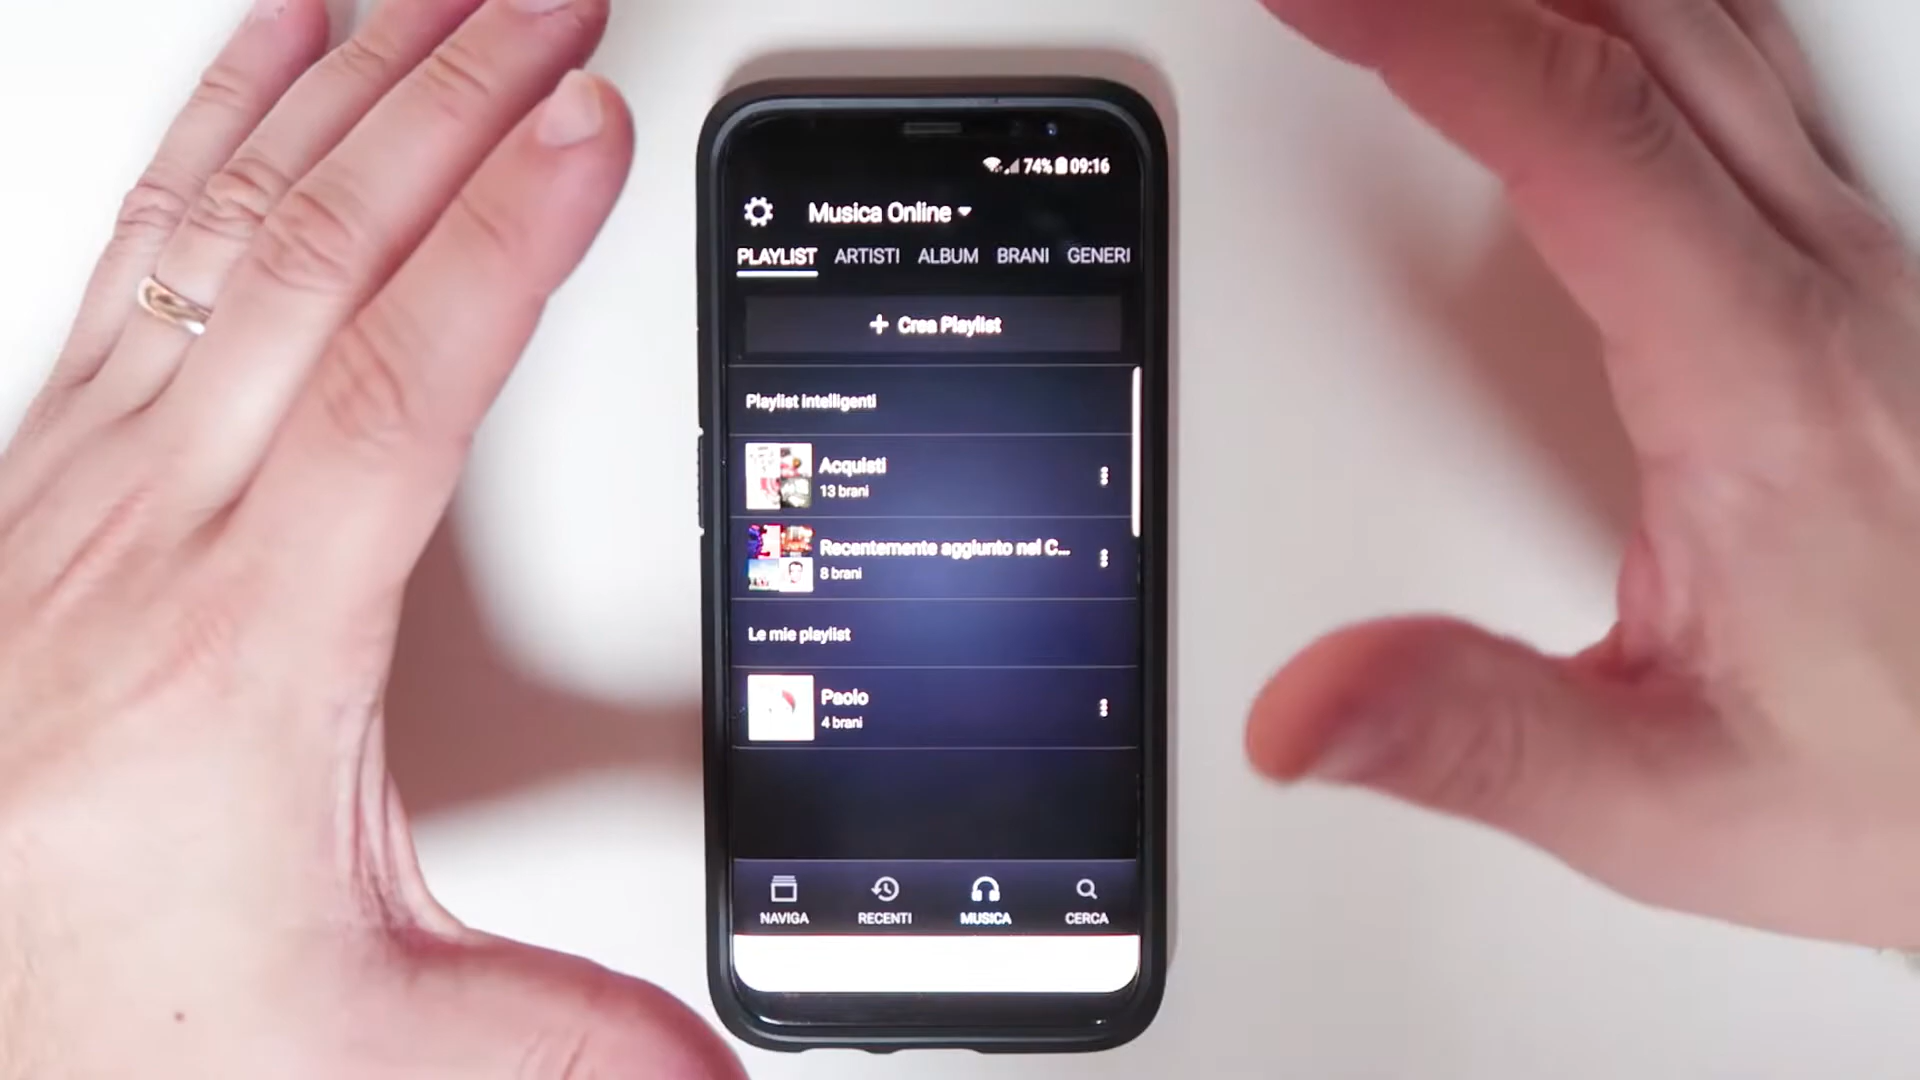 74% 09:16
Musica Online
PLAYLIST ARTISTI ALBUM BRANI GENERI
+ Crea Playlist
Playlist intelligenti
Acquisti
13 brani
Recentemente aggiunto nel C...
8 brani
Le mie playlist
Paolo
4 brani
NAVIGA RECENTI MUSICA CERCA